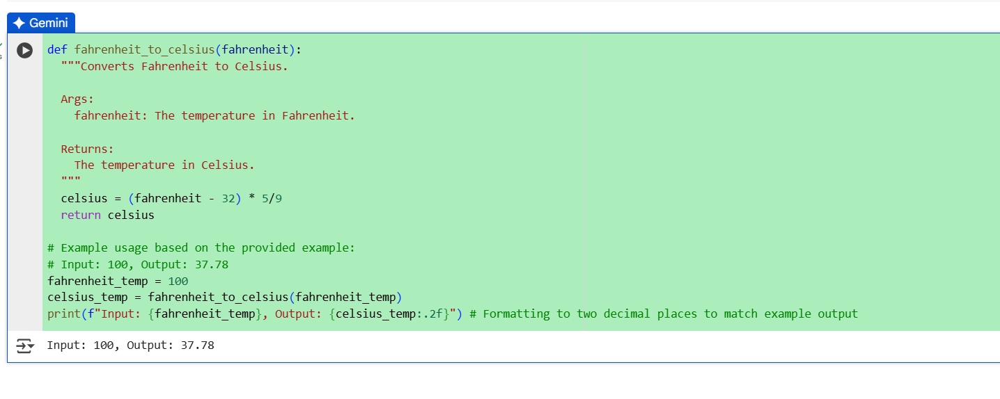 Gemini
def fahrenheit_to_celsius(fahrenheit):
  """Converts Fahrenheit to Celsius.

  Args:
    fahrenheit: The temperature in Fahrenheit.

  Returns:
    The temperature in Celsius.
  """
  celsius = (fahrenheit - 32) * 5/9
  return celsius

# Example usage based on the provided example:
# Input: 100, Output: 37.78
fahrenheit_temp = 100
celsius_temp = fahrenheit_to_celsius(fahrenheit_temp)
print(f"Input: {fahrenheit_temp}, Output: {celsius_temp:.2f}") # Formatting to two decimal places to match example output
Input: 100, Output: 37.78